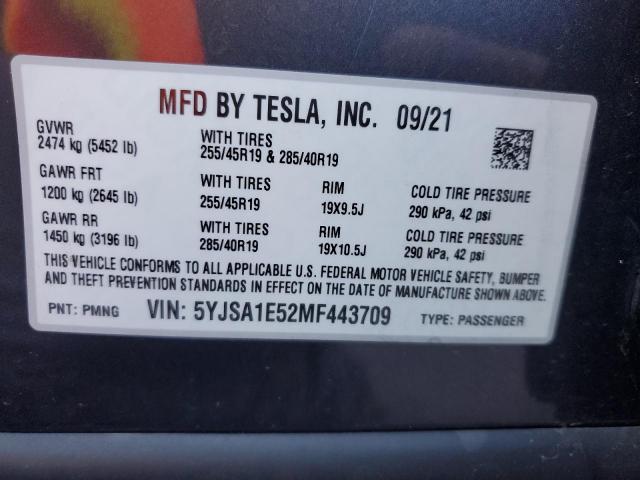 MFD BY TESLA, INC. 09/21
GVWR
2474 kg (5452 lb)
WITH TIRES
255/45R19 & 285/40R19
GAWR FRT
1200 kg (2645 lb)
WITH TIRES
255/45R19
RIM
19X9.5J
COLD TIRE PRESSURE
290 kPa, 42 psi
GAWR RR
1450 kg (3196 lb)
WITH TIRES
285/40R19
RIM
19X10.5J
COLD TIRE PRESSURE
290 kPa, 42 psi
THIS VEHICLE CONFORMS TO ALL APPLICABLE U.S. FEDERAL MOTOR VEHICLE SAFETY, BUMPER
AND THEFT PREVENTION STANDARDS IN EFFECT ON THE DATE OF MANUFACTURE SHOWN ABOVE.
PNT: PMNG VIN: 5YJSA1E52MF443709 TYPE: PASSENGER